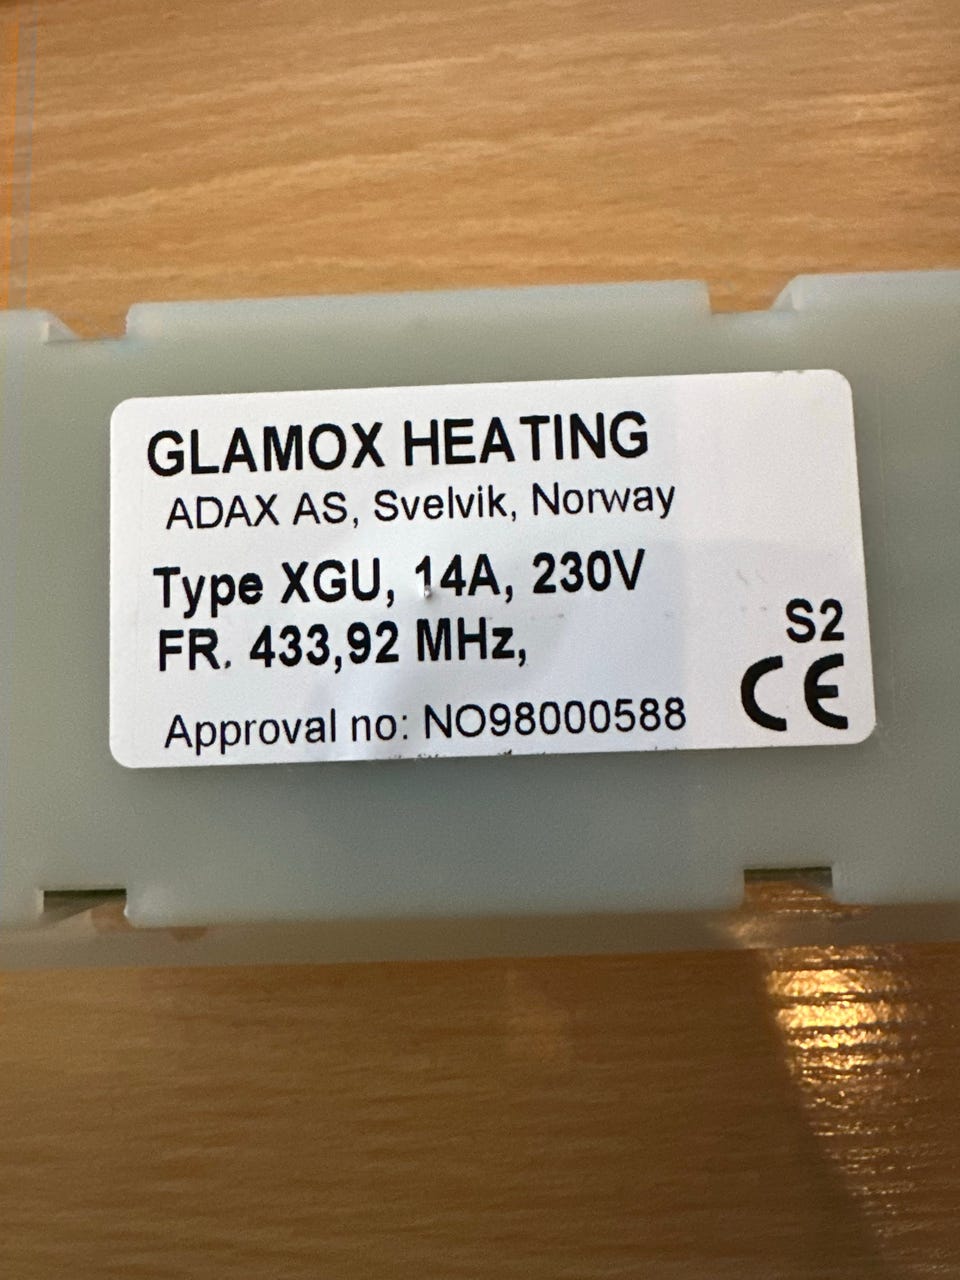 GLAMOX HEATING
ADAX AS, Svelvik, Norway
Type XGU, 14A, 230V
FR. 433,92 MHz,
S2
CE
Approval no: NO98000588